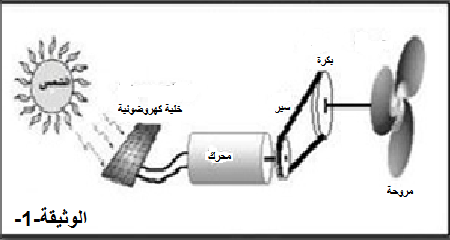 الشمس
خلية كهروضوئية
محرك
سير
بكرة
مروحة
الوثيقة-1-